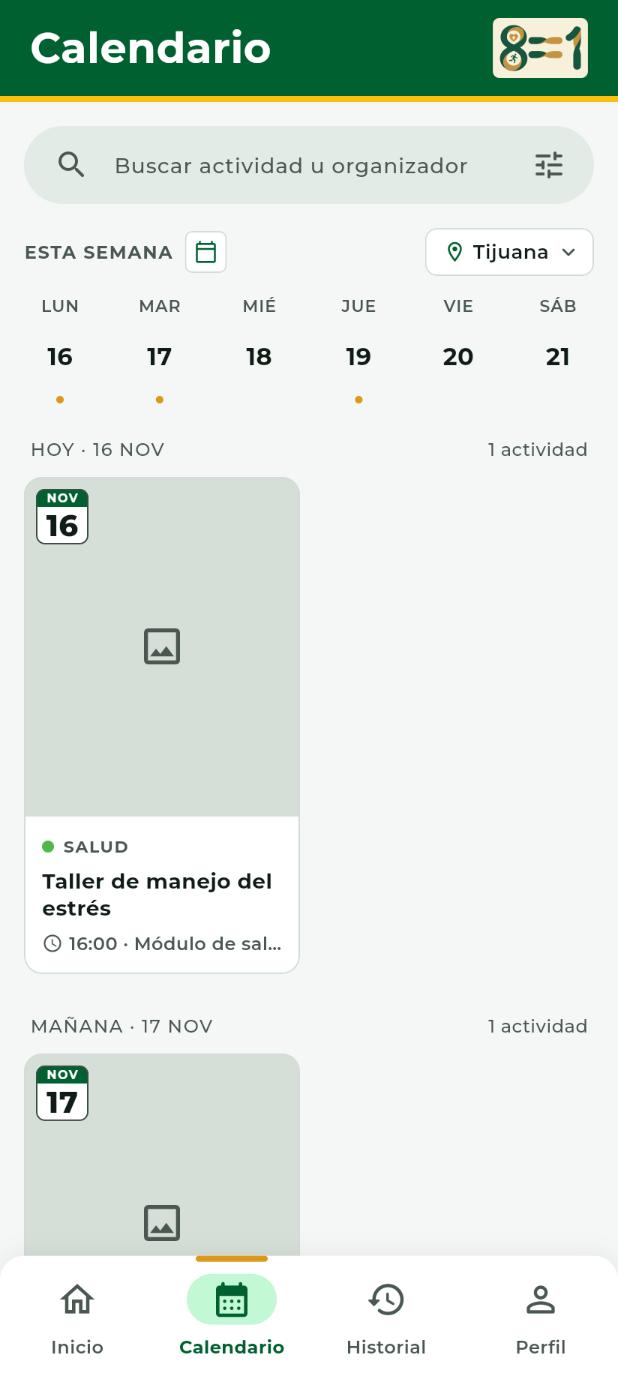 Calendario
8=1
Buscar actividad u organizador
ESTA SEMANA
Tijuana
LUN MAR MIÉ JUE VIE SÁB
16 17 18 19 20 21
HOY · 16 NOV
1 actividad
NOV
16
SALUD
Taller de manejo del
estrés
16:00 · Módulo de sal...
MAÑANA · 17 NOV
1 actividad
NOV
17
Inicio
Calendario
Historial
Perfil